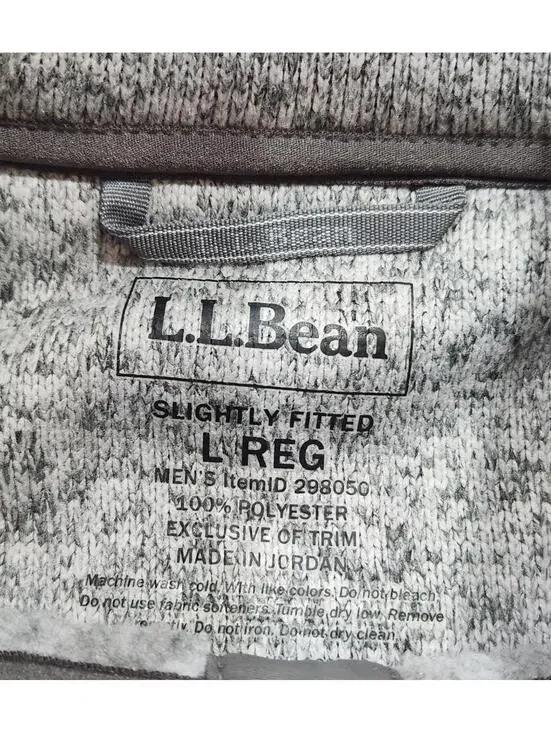 L.L.Bean
SLIGHTLY FITTED
L REG
MEN'S ItemID 298050
100% POLYESTER
EXCLUSIVE OF TRIM
MADE IN JORDAN
Machine wash cold. With like colors. Do not bleach.
Do not use fabric softeners. Tumble dry low. Remove
Do not iron. Do not dry clean.